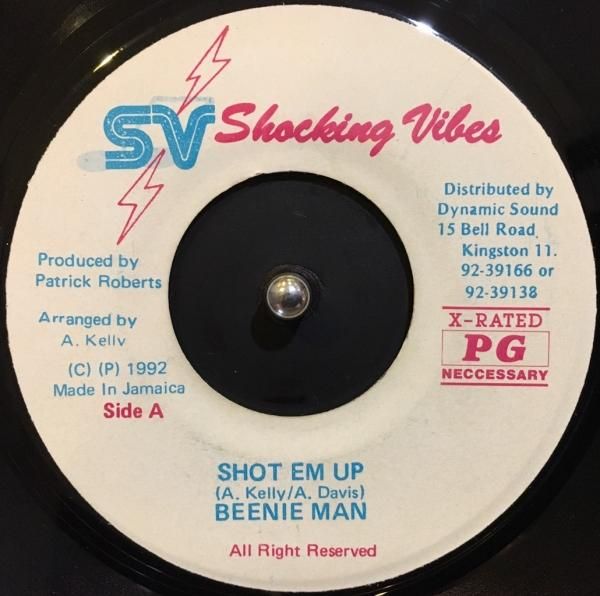 SV Shocking Vibes
Distributed by
Dynamic Sound
15 Bell Road,
Kingston 11.
92-39166 or
92-39138
X-RATED
PG
NECCESSARY
Produced by
Patrick Roberts
Arranged by
A. Kelly
(C) (P) 1992
Made In Jamaica
Side A
SHOT EM UP
(A. Kelly/A. Davis)
BEENIE MAN
All Right Reserved